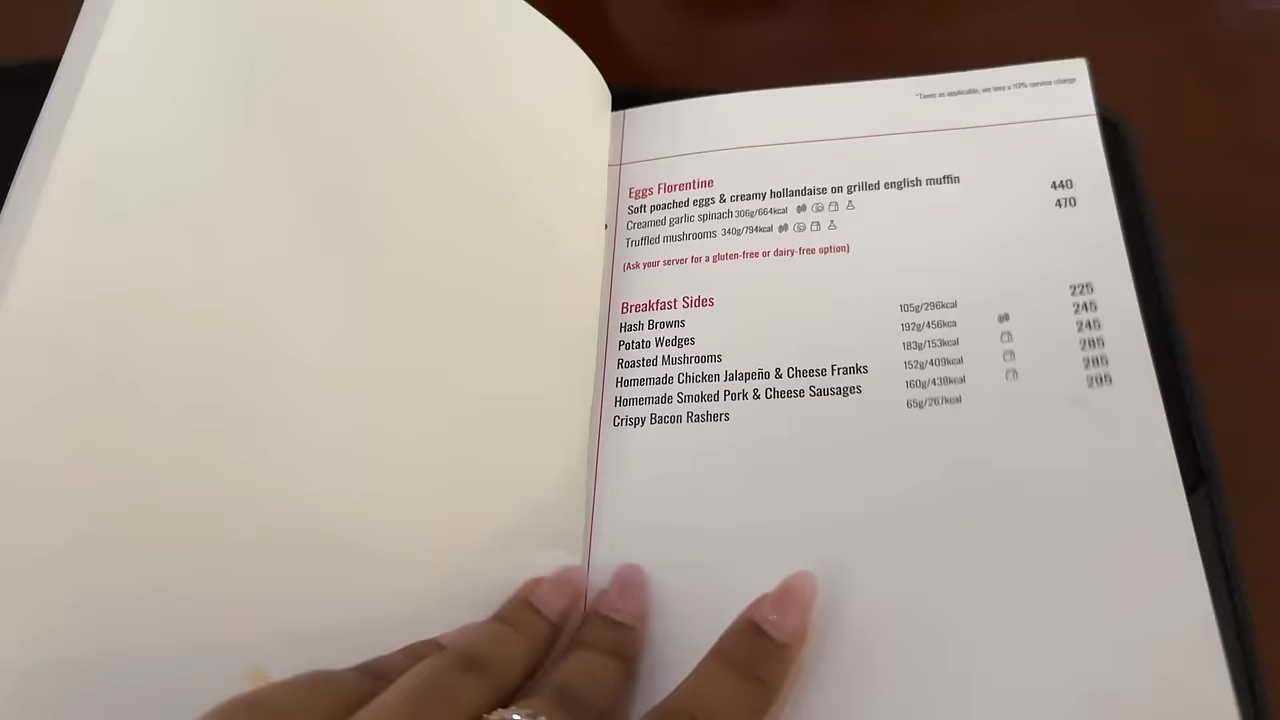 *Taxes as applicable, we levy a 10% service charge
Eggs Florentine
Soft poached eggs & creamy hollandaise on grilled english muffin
Creamed garlic spinach 306g/664kcal 440
Truffled mushrooms 340g/794kcal 470
(Ask your server for a gluten-free or dairy-free option)
Breakfast Sides
Hash Browns 105g/296kcal 225
Potato Wedges 192g/456kca 245
Roasted Mushrooms 183g/153kcal 245
Homemade Chicken Jalapeño & Cheese Franks 152g/409kcal 285
Homemade Smoked Pork & Cheese Sausages 160g/438kcal 285
Crispy Bacon Rashers 65g/267kcal 295